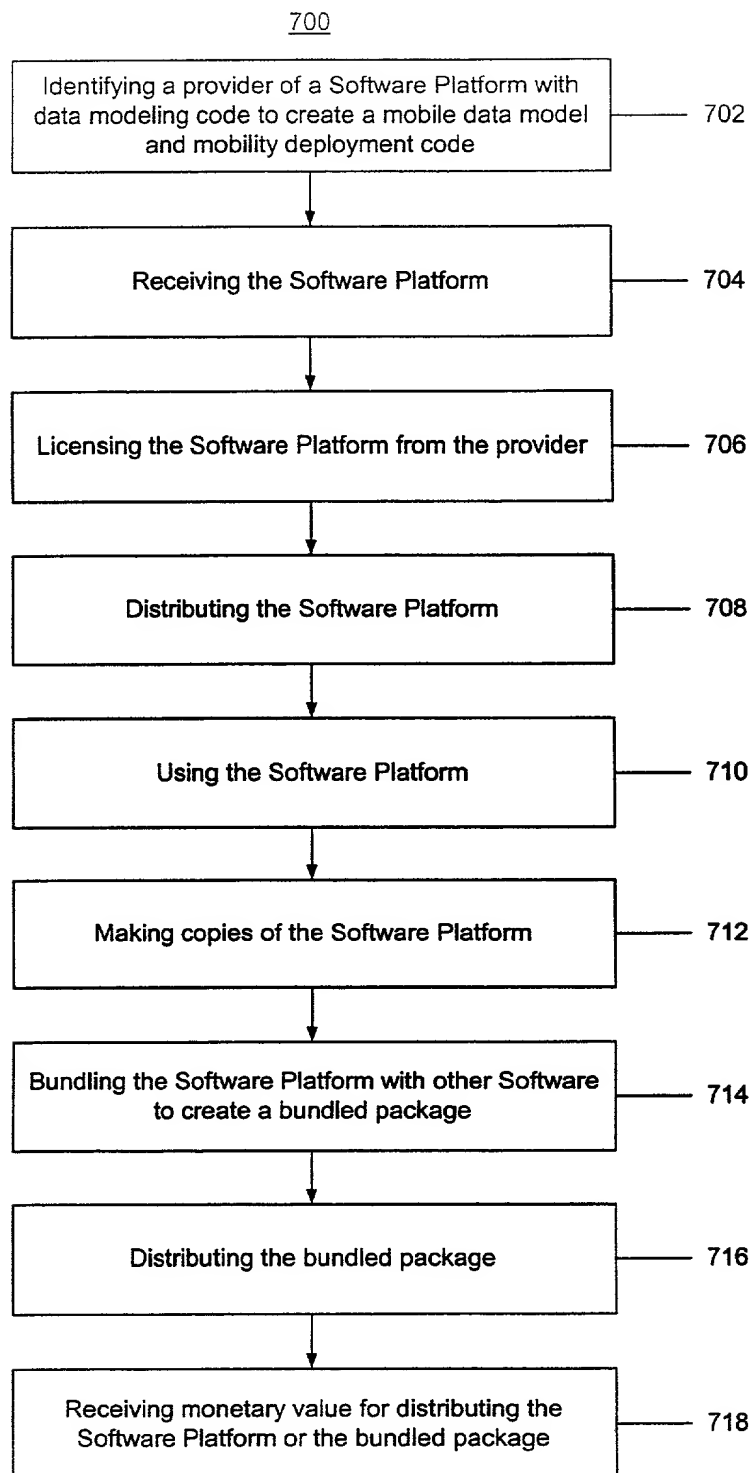 700
Identifying a provider of a Software Platform with
data modeling code to create a mobile data model
and mobility deployment code
702
Receiving the Software Platform
704
Licensing the Software Platform from the provider
706
Distributing the Software Platform
708
Using the Software Platform
710
Making copies of the Software Platform
712
Bundling the Software Platform with other Software
to create a bundled package
714
Distributing the bundled package
716
Receiving monetary value for distributing the
Software Platform or the bundled package
718